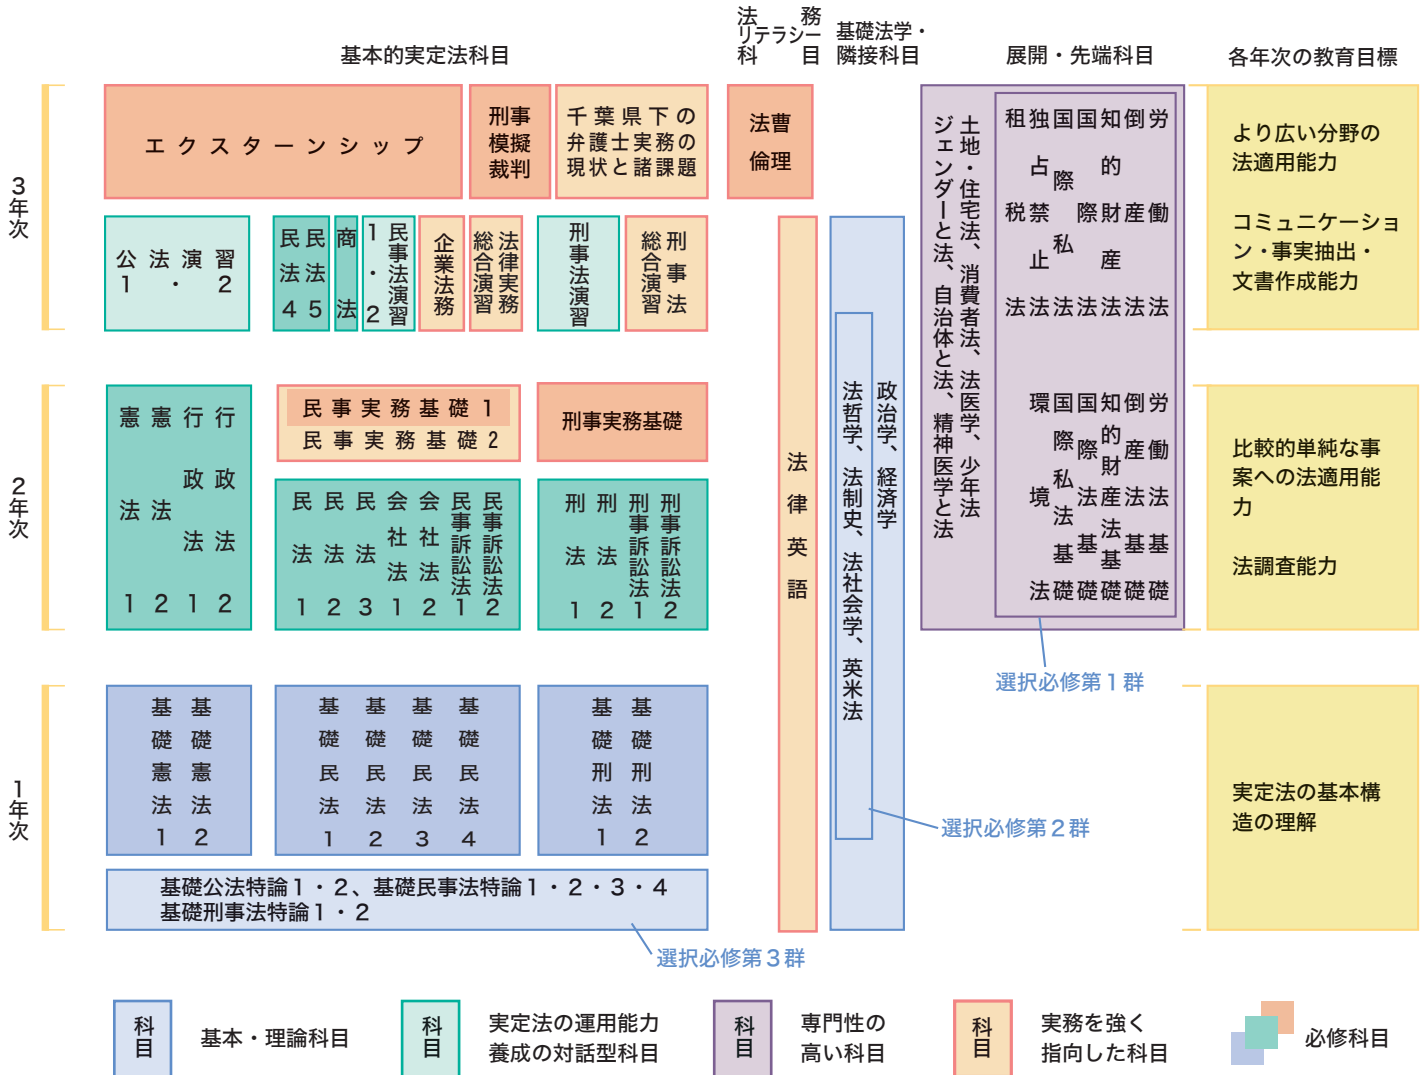 基本的実定法科目
法務
リテラシー
科目
基礎法学・
隣接科目
展開・先端科目
各年次の教育目標
3年次
エクスターンシップ
刑事
模擬
裁判
千葉県下の
弁護士実務の
現状と諸課題
法曹
倫理
公法演習
1・2
民法4
民法5
商法
民事法演習
1・2
企業法務
法律実務
総合演習
刑事法演習
刑事法
総合演習
2年次
憲法1
憲法2
行政法1
行政法2
民事実務基礎1
民事実務基礎2
刑事実務基礎
民法1
民法2
民法3
会社法1
会社法2
民事訴訟法1
民事訴訟法2
刑法1
刑法2
刑事訴訟法1
刑事訴訟法2
1年次
基礎憲法1
基礎憲法2
基礎民法1
基礎民法2
基礎民法3
基礎民法4
基礎刑法1
基礎刑法2
基礎公法特論1・2、基礎民事法特論1・2・3・4
基礎刑事法特論1・2
選択必修第3群
法律英語
政治学、経済学
法哲学、法制史、法社会学、英米法
選択必修第2群
土地・住宅法、消費者法、法医学、少年法
ジェンダーと法、自治体と法、精神医学と法
租税法
独占禁止法
国際私法
国際法
知的財産法
倒産法
労働法
環境法
国際私法基礎
国際法基礎
知的財産法基礎
倒産法基礎
労働法基礎
選択必修第1群
より広い分野の
法適用能力
コミュニケーショ
ン・事実抽出・
文書作成能力
比較的単純な事
案への法適用能
力
法調査能力
実定法の基本構
造の理解
科目
基本・理論科目
科目
実定法の運用能力
養成の対話型科目
科目
専門性の
高い科目
科目
実務を強く
指向した科目
必修科目